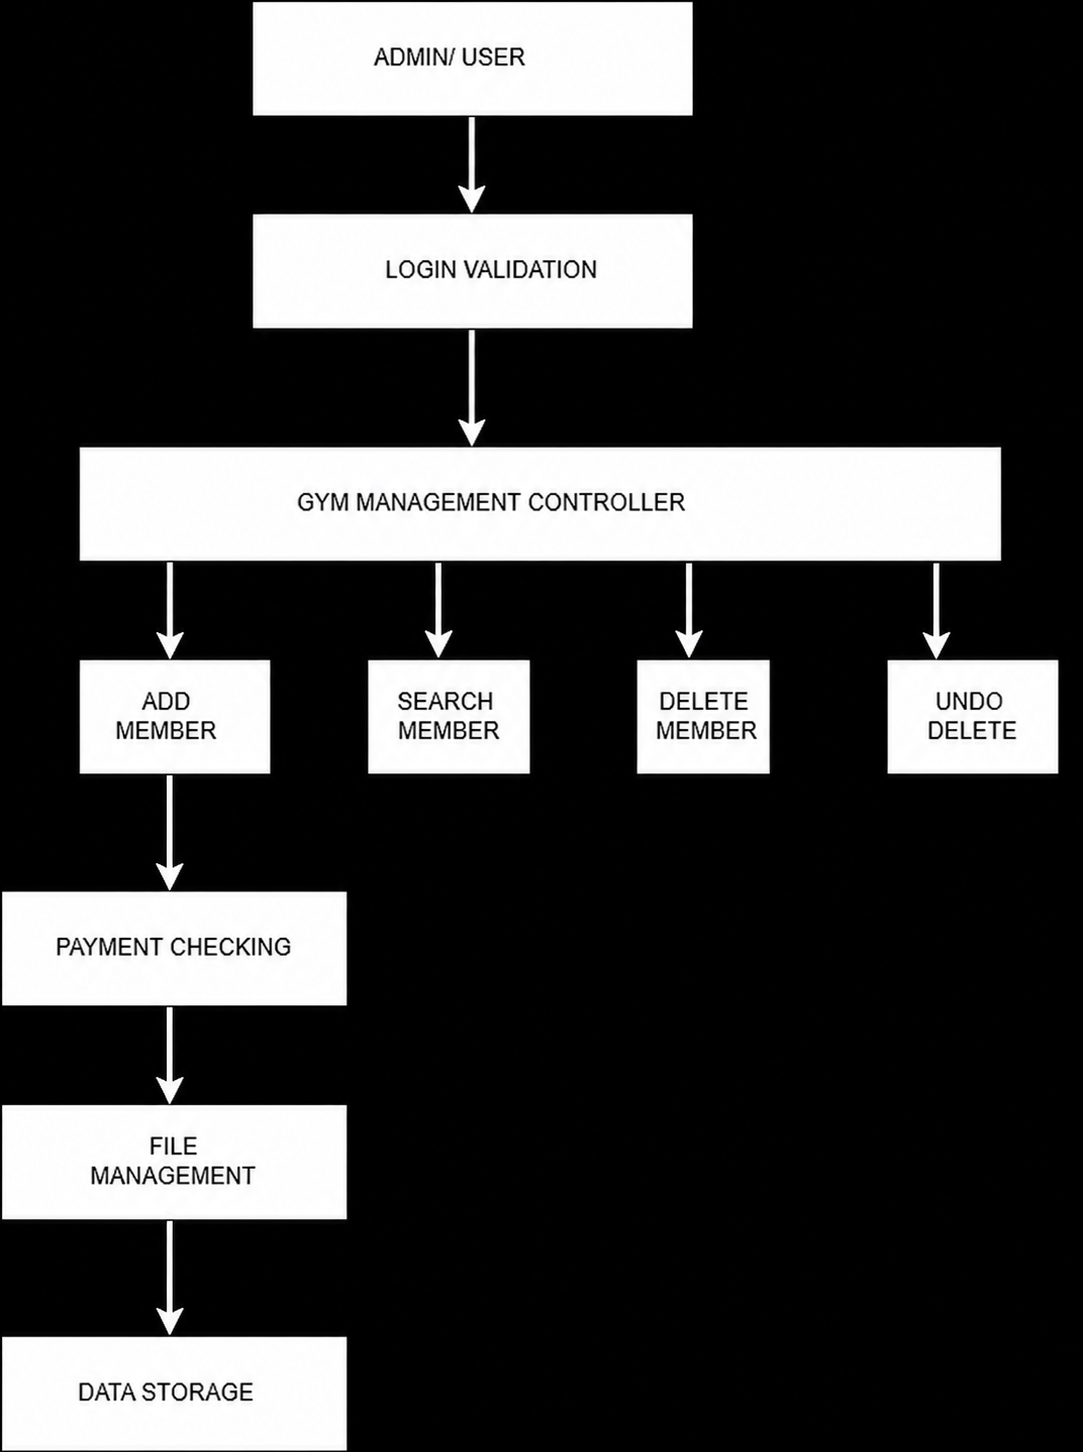 ADMIN/ USER
LOGIN VALIDATION
GYM MANAGEMENT CONTROLLER
ADD
MEMBER
SEARCH
MEMBER
DELETE
MEMBER
UNDO
DELETE
PAYMENT CHECKING
FILE
MANAGEMENT
DATA STORAGE